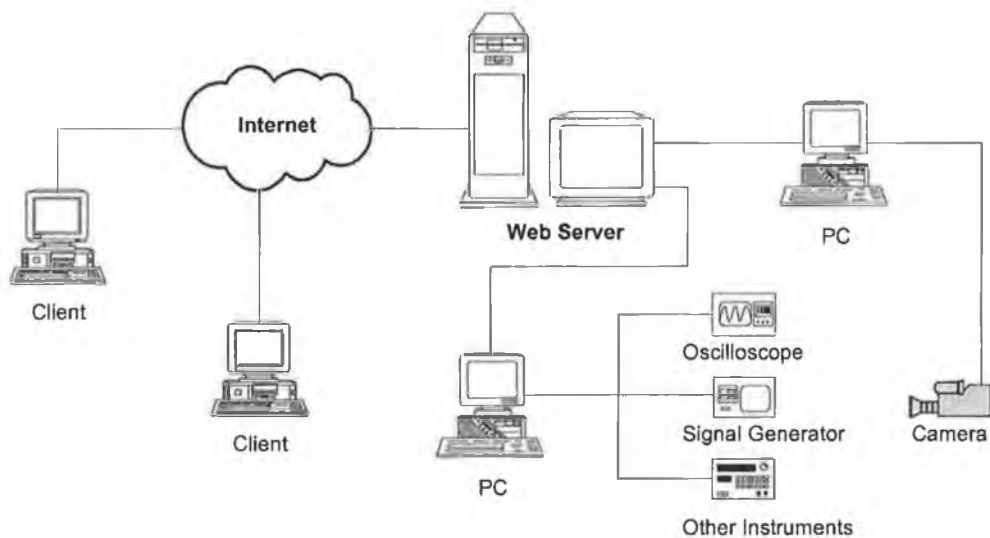 Internet
Web Server
PC
Client
Client
PC
Oscilloscope
Signal Generator
Other Instruments
Camera